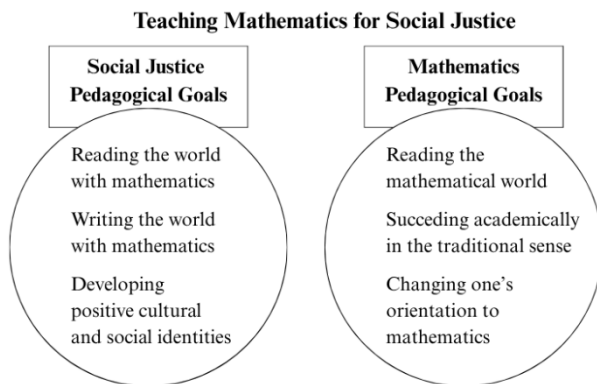 Teaching Mathematics for Social Justice
Social Justice
Pedagogical Goals
Reading the world
with mathematics
Writing the world
with mathematics
Developing
positive cultural
and social identities
Mathematics
Pedagogical Goals
Reading the
mathematical world
Succeding academically
in the traditional sense
Changing one's
orientation to
mathematics